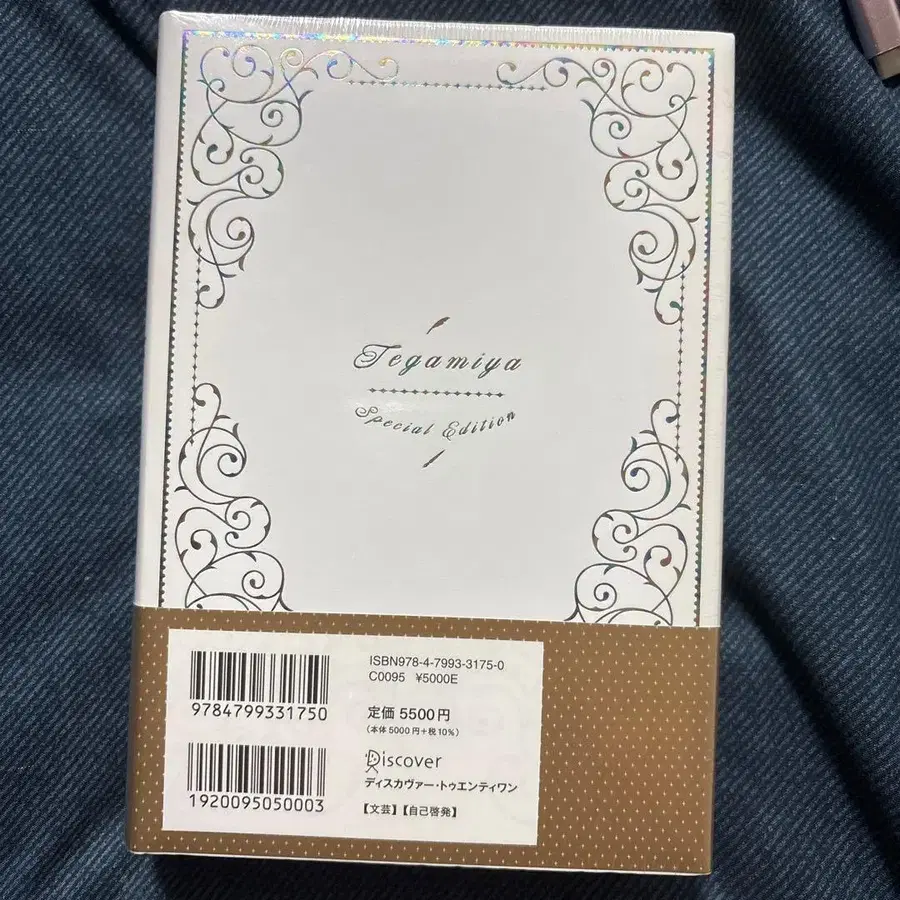 Tegamiya
Special Edition
ISBN978-4-7993-3175-0
C0095 ¥5000E
9784799331750
定価 5500円
(本体 5000円+税10%)
Discover
ディスカヴァー・トゥエンティワン
1920095050003
【文芸】【自己啓発】